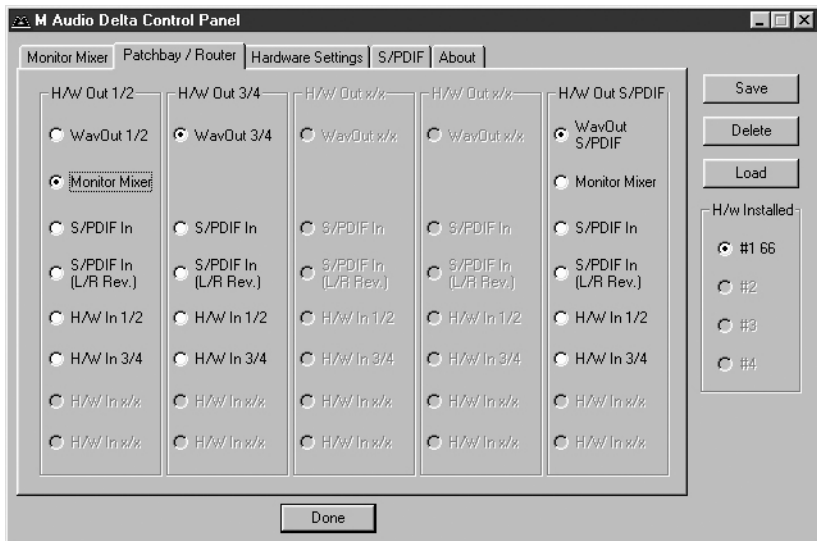 M Audio Delta Control Panel
Monitor Mixer
Patchbay / Router
Hardware Settings
S/PDIF
About
H/W Out 1/2
WavOut 1/2
Monitor Mixer
S/PDIF In
S/PDIF In
(L/R Rev.)
H/W In 1/2
H/W In 3/4
H/W In x/x
H/W In x/x
H/W Out 3/4
WavOut 3/4
S/PDIF In
S/PDIF In
(L/R Rev.)
H/W In 1/2
H/W In 3/4
H/W In x/x
H/W In x/x
H/W Out x/x
WavOut x/x
S/PDIF In
S/PDIF In
(L/R Rev.)
H/W In 1/2
H/W In 3/4
H/W In x/x
H/W In x/x
H/W Out x/x
WavOut x/x
S/PDIF In
S/PDIF In
(L/R Rev.)
H/W In 1/2
H/W In 3/4
H/W In x/x
H/W In x/x
H/W Out S/PDIF
WavOut
S/PDIF
Monitor Mixer
S/PDIF In
S/PDIF In
(L/R Rev.)
H/W In 1/2
H/W In 3/4
H/W In x/x
H/W In x/x
Save
Delete
Load
H/w Installed
#1 66
#2
#3
#4
Done